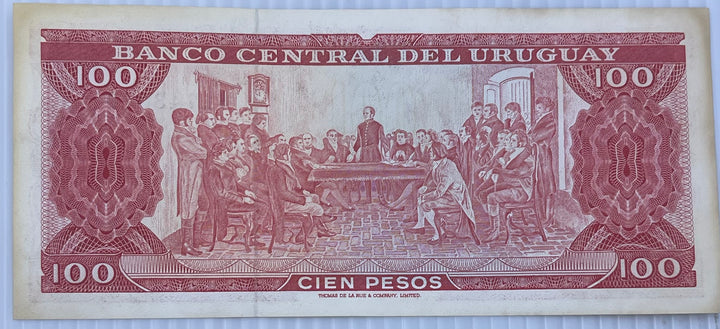 BANCO CENTRAL DEL URUGUAY
100 100
100 CIEN PESOS 100
THOMAS DE LA RUE & COMPANY, LIMITED.